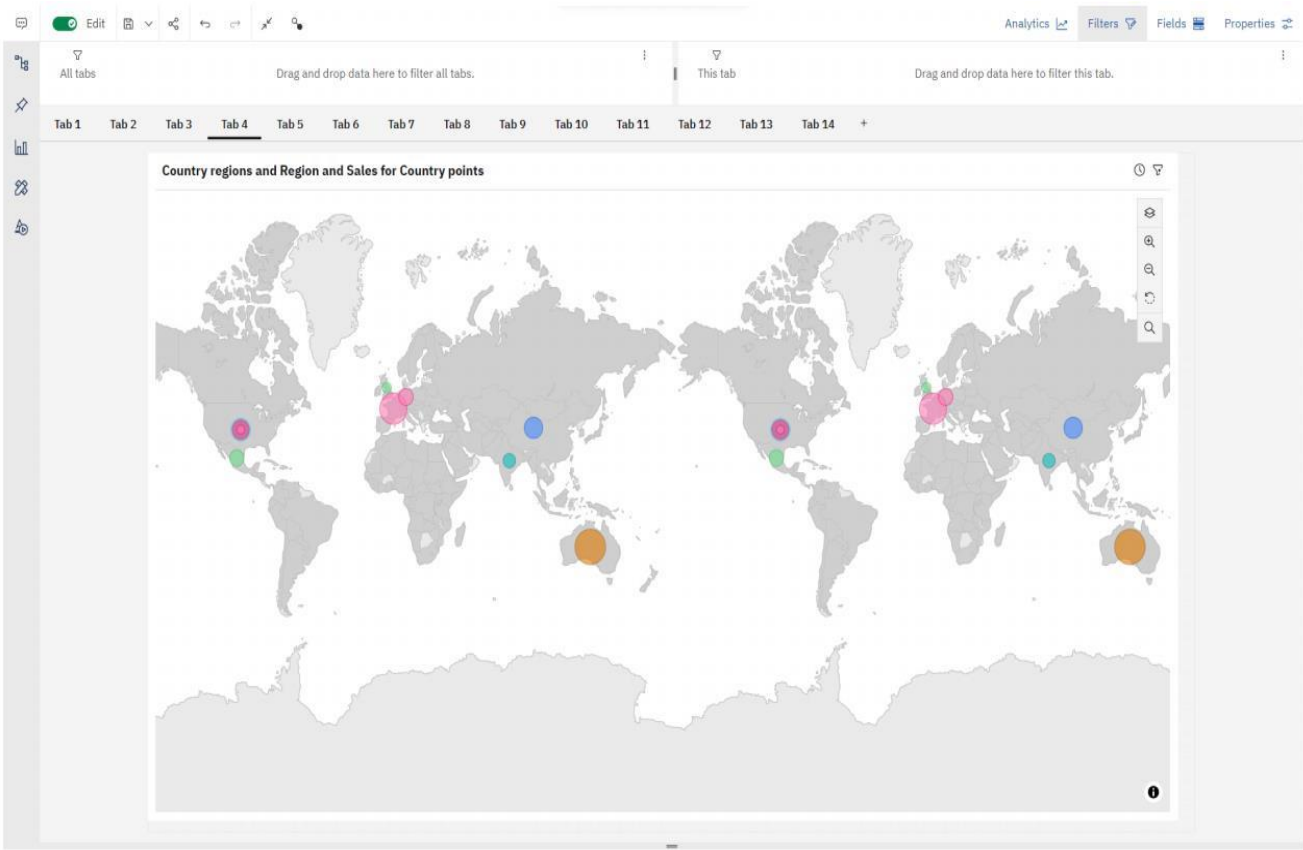 Edit
Analytics
Filters
Fields
Properties
All tabs
Drag and drop data here to filter all tabs.
This tab
Drag and drop data here to filter this tab.
Tab 1 Tab 2 Tab 3 Tab 4 Tab 5 Tab 6 Tab 7 Tab 8 Tab 9 Tab 10 Tab 11 Tab 12 Tab 13 Tab 14 +
Country regions and Region and Sales for Country points